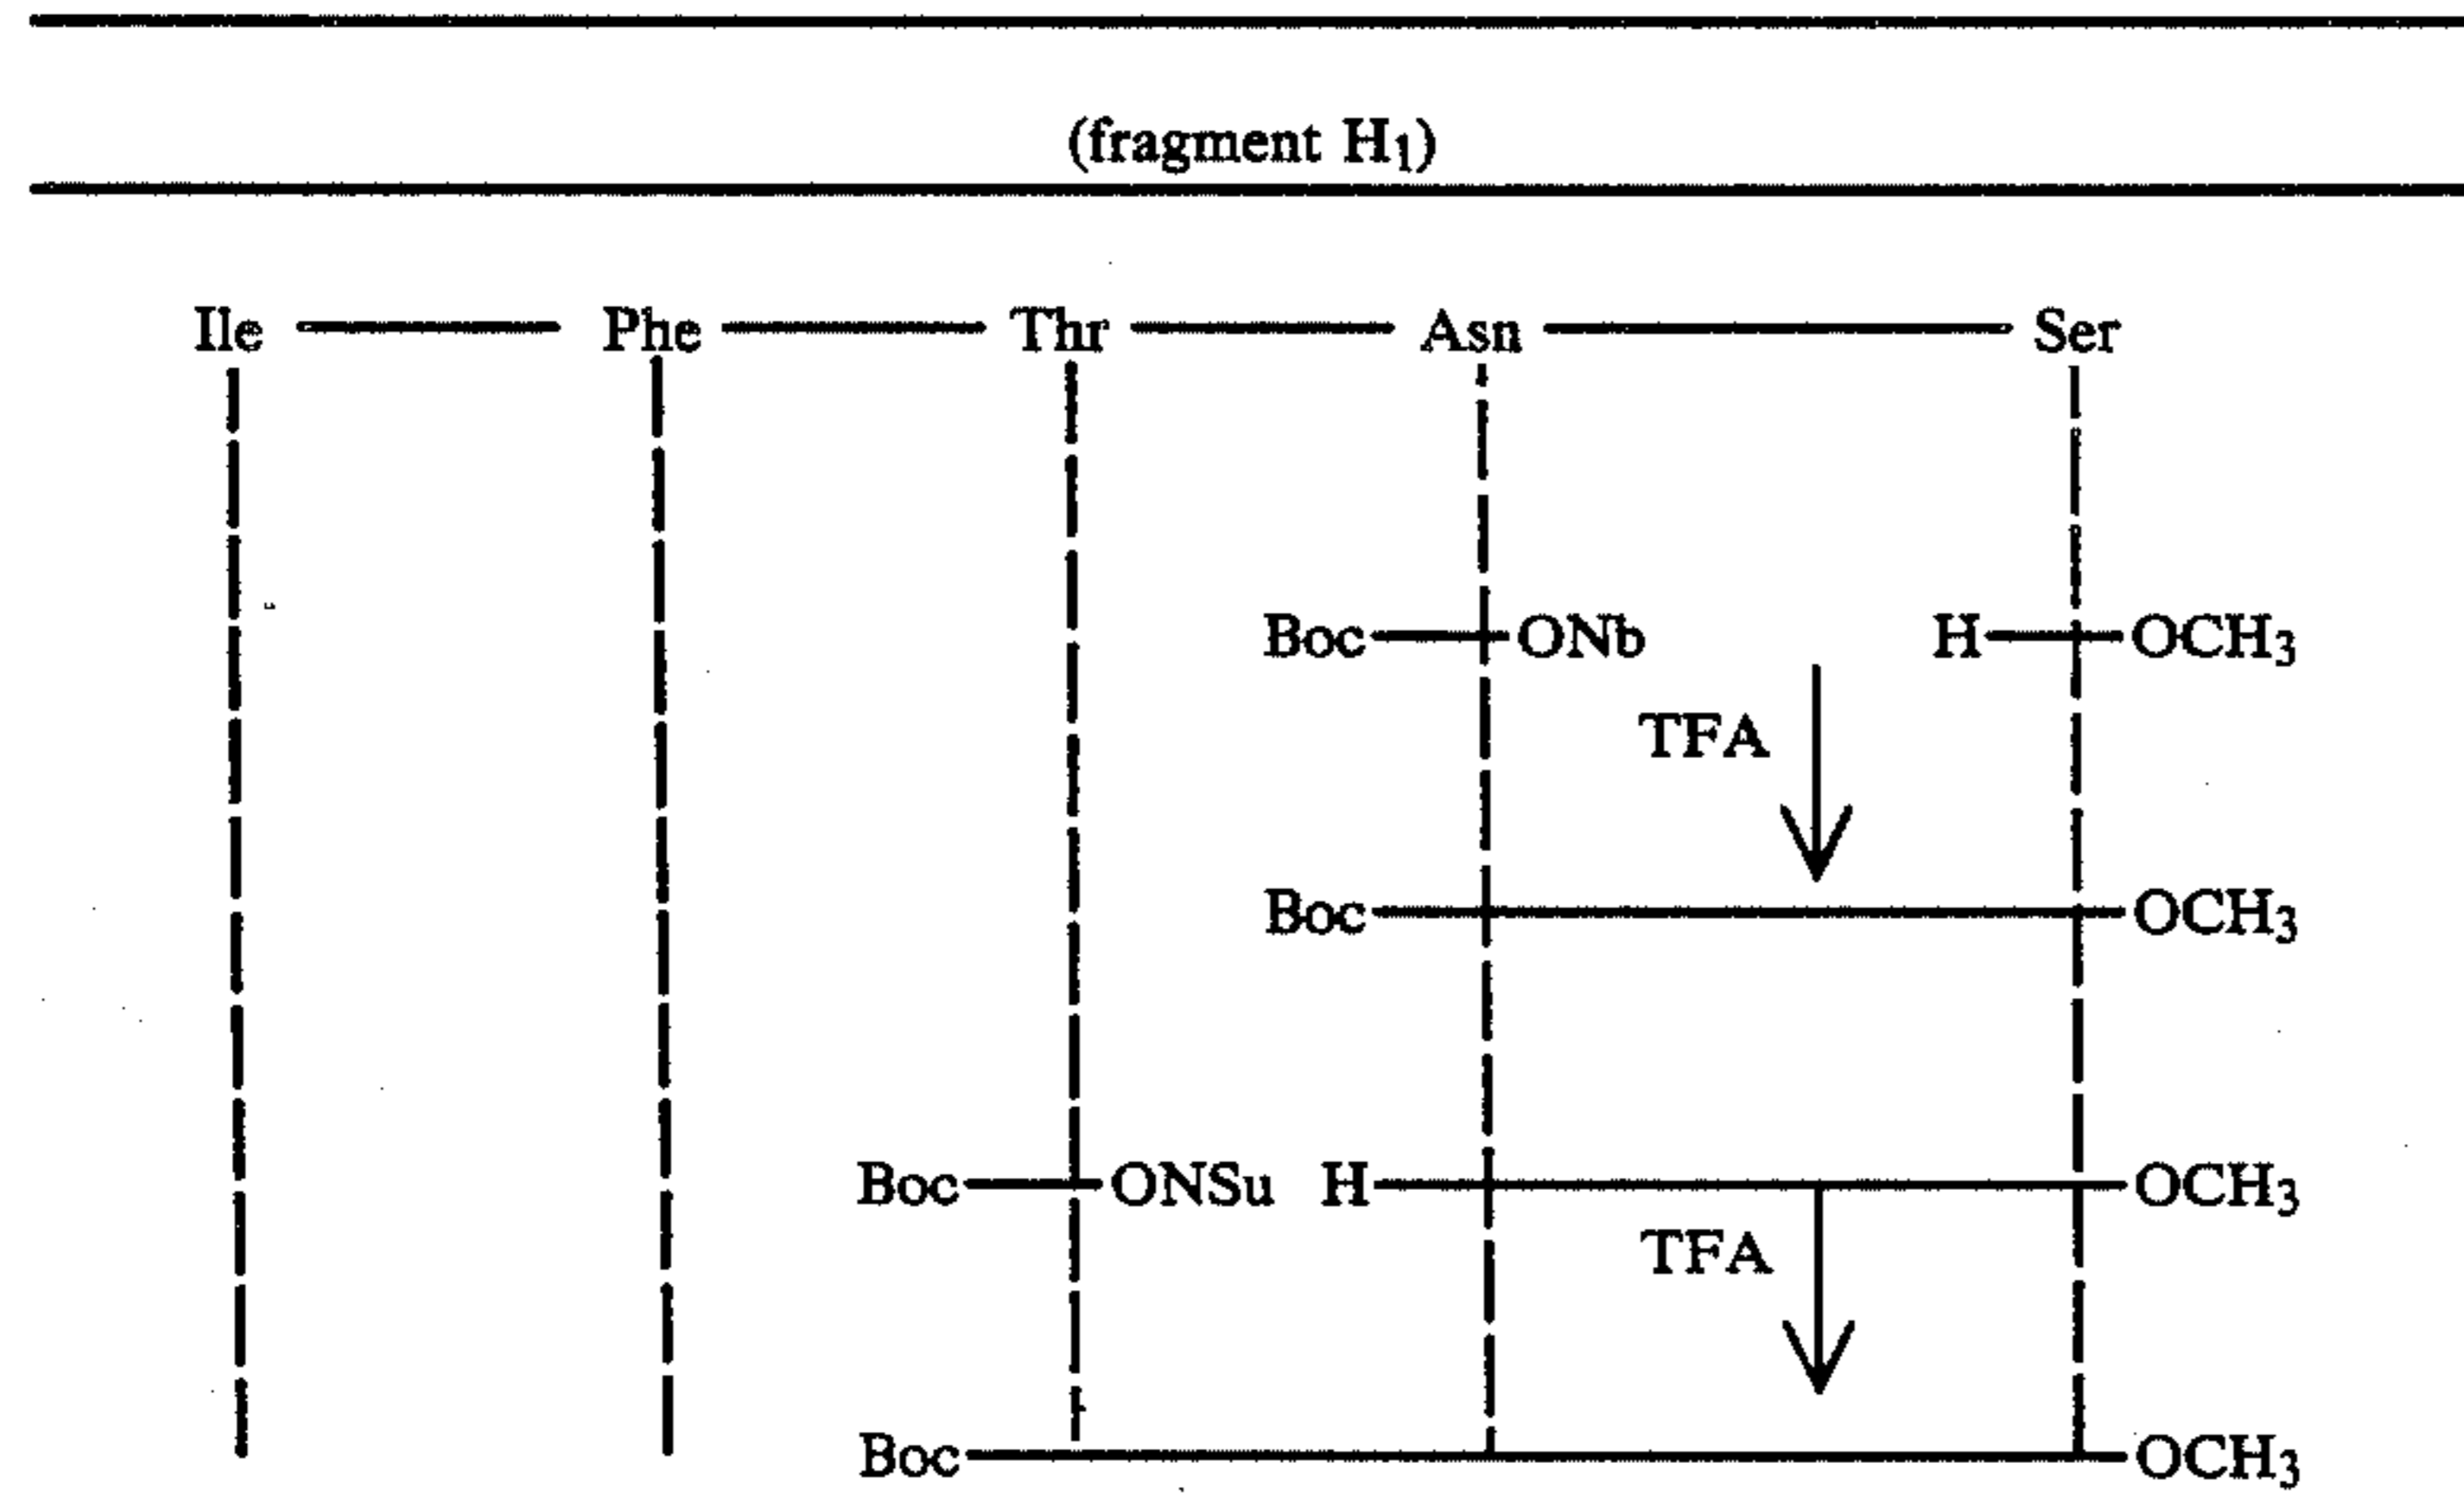 (fragment H₁)
Ile Phe Thr Asn Ser
Boc ONb H OCH₃
TFA
Boc OCH₃
Boc ONSu H OCH₃
TFA
Boc OCH₃